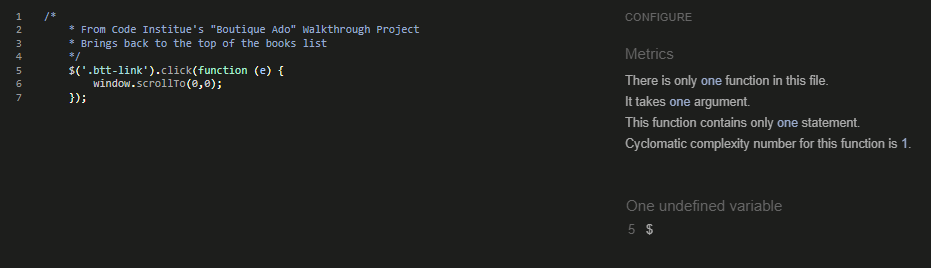 1 /*
2 * From Code Institue's "Boutique Ado" Walkthrough Project
3 * Brings back to the top of the books list
4 */
5 $('.btt-link').click(function (e) {
6 window.scrollTo(0,0);
7 });
CONFIGURE
Metrics
There is only one function in this file.
It takes one argument.
This function contains only one statement.
Cyclomatic complexity number for this function is 1.
One undefined variable
5 $